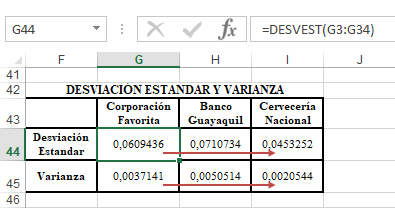 G44
fx
=DESVEST(G3:G34)
F G H I J
41
42 DESVIACIÓN ESTANDAR Y VARIANZA
43 Corporación Favorita Banco Guayaquil Cervecería Nacional
44 Desviación Estandar 0,0609436 0,0710734 0,0453252
45 Varianza 0,0037141 0,0050514 0,0020544
46